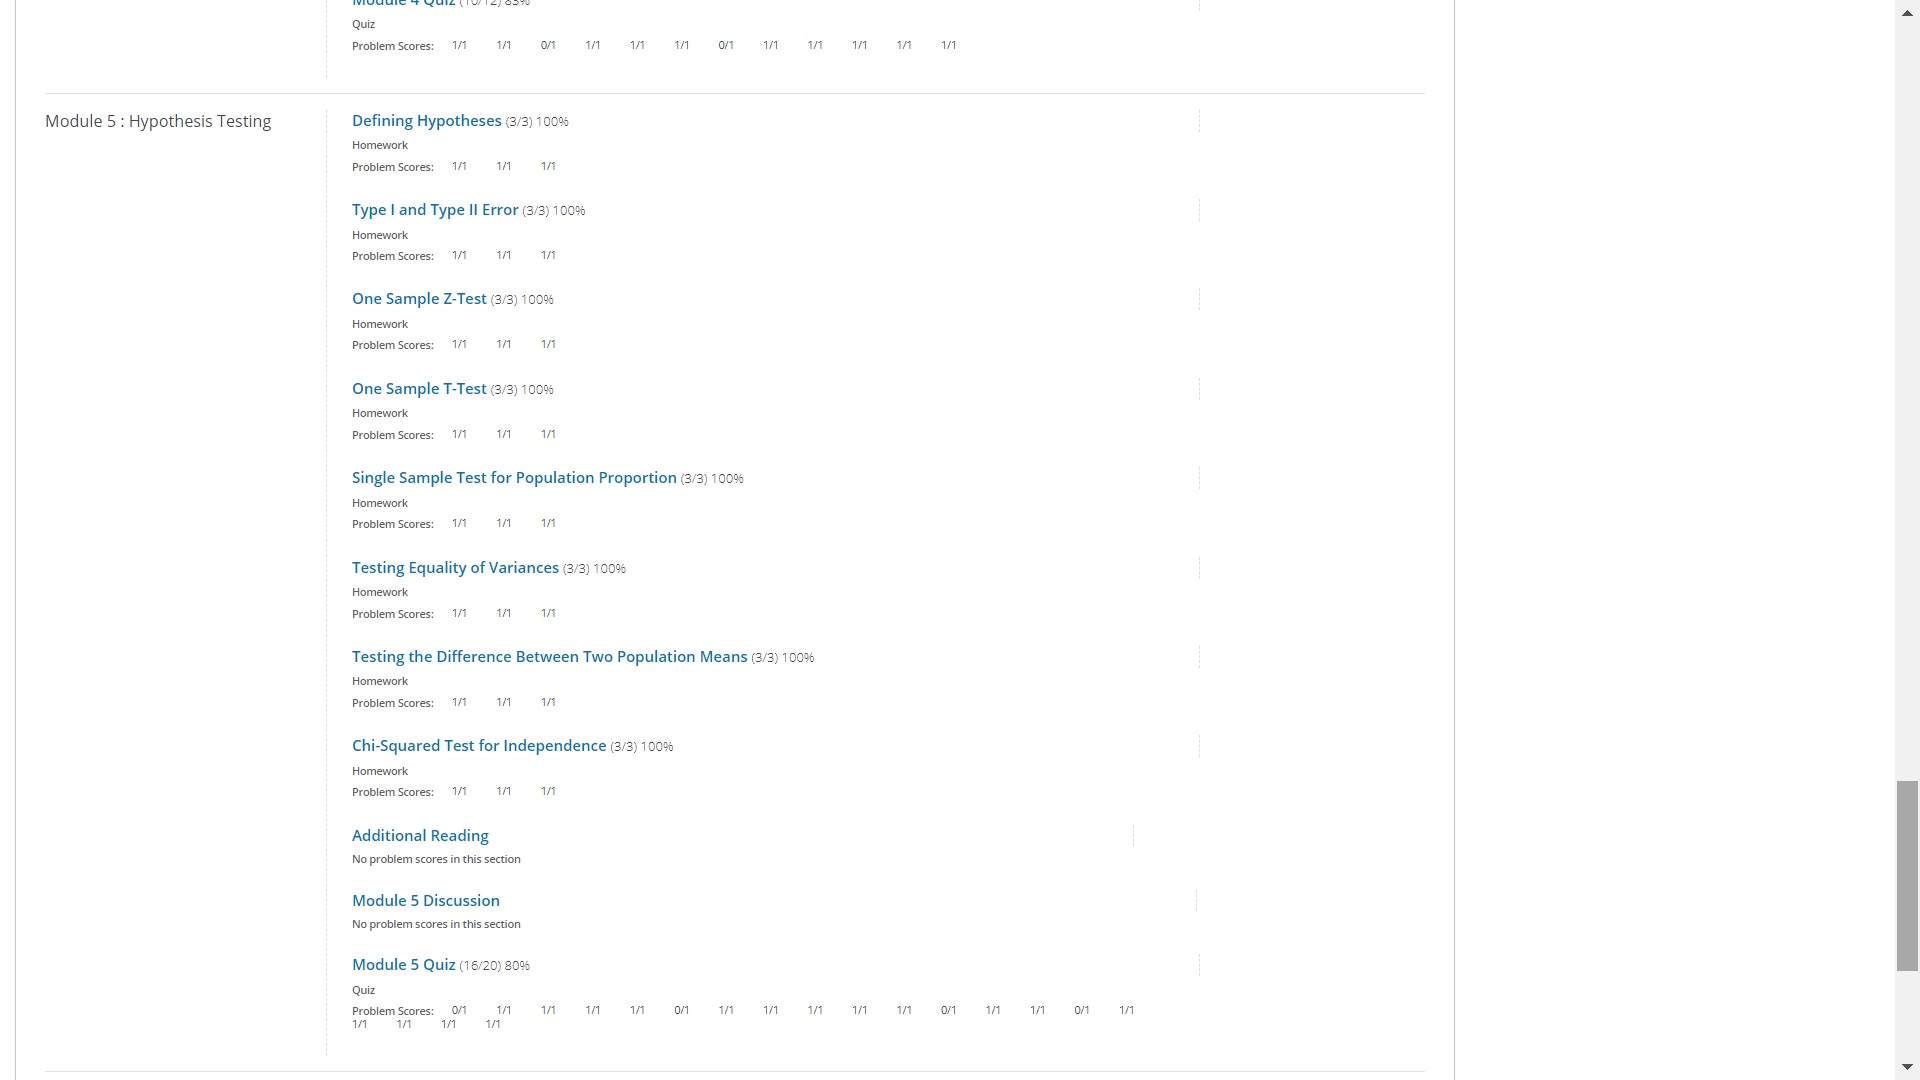 Module 4 Quiz (10/12) 83%
Quiz
Problem Scores: 1/1 1/1 0/1 1/1 1/1 1/1 0/1 1/1 1/1 1/1 1/1 1/1
Module 5 : Hypothesis Testing
Defining Hypotheses (3/3) 100%
Homework
Problem Scores: 1/1 1/1 1/1
Type I and Type II Error (3/3) 100%
Homework
Problem Scores: 1/1 1/1 1/1
One Sample Z-Test (3/3) 100%
Homework
Problem Scores: 1/1 1/1 1/1
One Sample T-Test (3/3) 100%
Homework
Problem Scores: 1/1 1/1 1/1
Single Sample Test for Population Proportion (3/3) 100%
Homework
Problem Scores: 1/1 1/1 1/1
Testing Equality of Variances (3/3) 100%
Homework
Problem Scores: 1/1 1/1 1/1
Testing the Difference Between Two Population Means (3/3) 100%
Homework
Problem Scores: 1/1 1/1 1/1
Chi-Squared Test for Independence (3/3) 100%
Homework
Problem Scores: 1/1 1/1 1/1
Additional Reading
No problem scores in this section
Module 5 Discussion
No problem scores in this section
Module 5 Quiz (16/20) 80%
Quiz
Problem Scores: 0/1 1/1 1/1 1/1 1/1 0/1 1/1 1/1 1/1 1/1 1/1 0/1 1/1 1/1 0/1 1/1
1/1 1/1 1/1 1/1